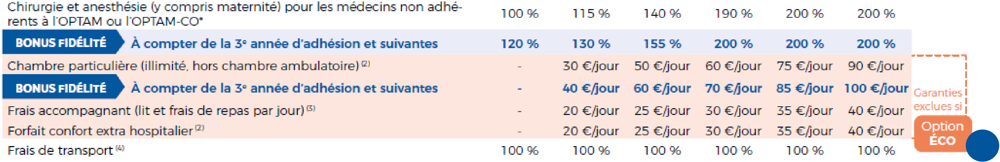 Chirurgie et anesthésie (y compris maternité) pour les médecins non adhé-
rents à l'OPTAM ou l'OPTAM-CO* 100 % 115 % 140 % 190 % 200 % 200 %
BONUS FIDÉLITÉ À compter de la 3e année d'adhésion et suivantes 120 % 130 % 155 % 200 % 200 % 200 %
Chambre particulière (illimité, hors chambre ambulatoire) (2) - 30 €/jour 50 €/jour 60 €/jour 75 €/jour 90 €/jour
BONUS FIDÉLITÉ À compter de la 3e année d'adhésion et suivantes - 40 €/jour 60 €/jour 70 €/jour 85 €/jour 100 €/jour
Frais accompagnant (lit et frais de repas par jour) (3) - 20 €/jour 25 €/jour 30 €/jour 35 €/jour 40 €/jour
Forfait confort extra hospitalier (2) - 20 €/jour 25 €/jour 30 €/jour 35 €/jour 40 €/jour
Frais de transport (4) 100 % 100 % 100 % 100 % 100 % 100 %
Garanties
exclues si
Option
ÉCO